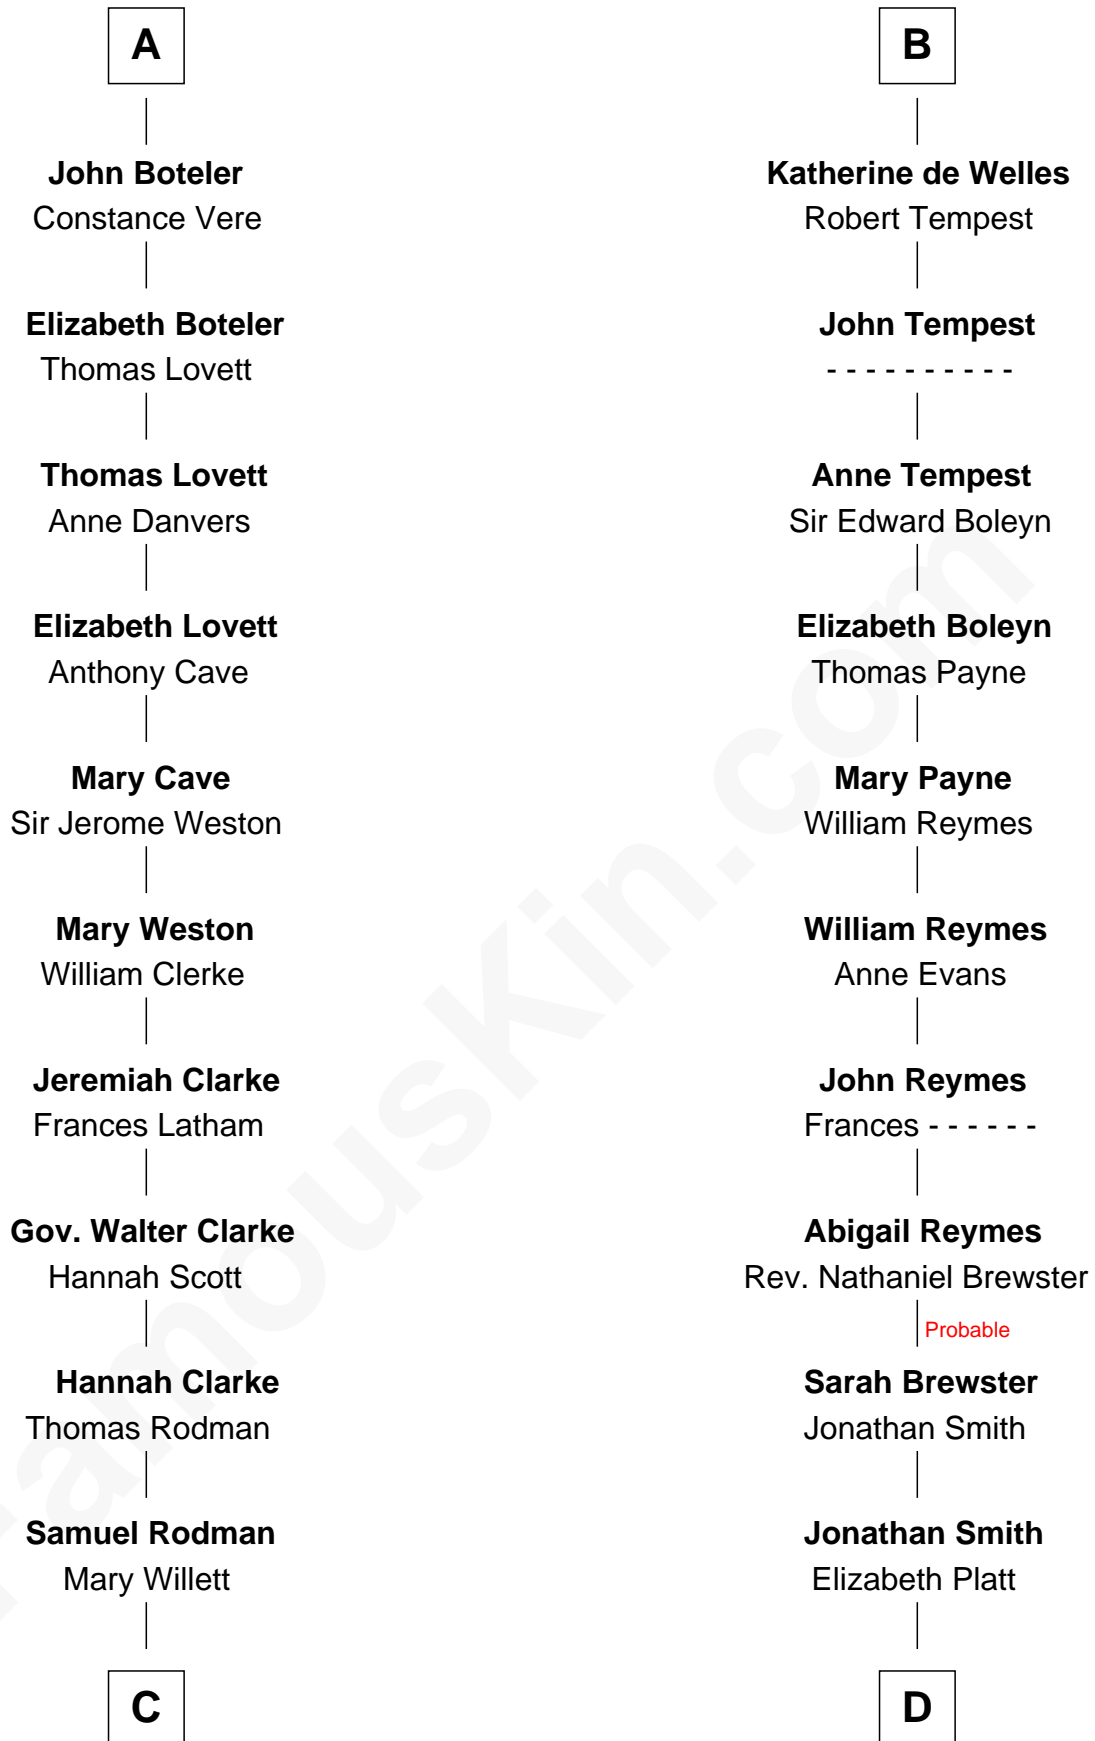 A
John Boteler
Constance Vere
Elizabeth Boteler
Thomas Lovett
Thomas Lovett
Anne Danvers
Elizabeth Lovett
Anthony Cave
Mary Cave
Sir Jerome Weston
Mary Weston
William Clerke
Jeremiah Clarke
Frances Latham
Gov. Walter Clarke
Hannah Scott
Hannah Clarke
Thomas Rodman
Samuel Rodman
Mary Willett
C
B
Katherine de Welles
Robert Tempest
John Tempest
- - - - - - - - - -
Anne Tempest
Sir Edward Boleyn
Elizabeth Boleyn
Thomas Payne
Mary Payne
William Reymes
William Reymes
Anne Evans
John Reymes
Frances - - - - - -
Abigail Reymes
Rev. Nathaniel Brewster
Probable
Sarah Brewster
Jonathan Smith
Jonathan Smith
Elizabeth Platt
D
FamousKin.com